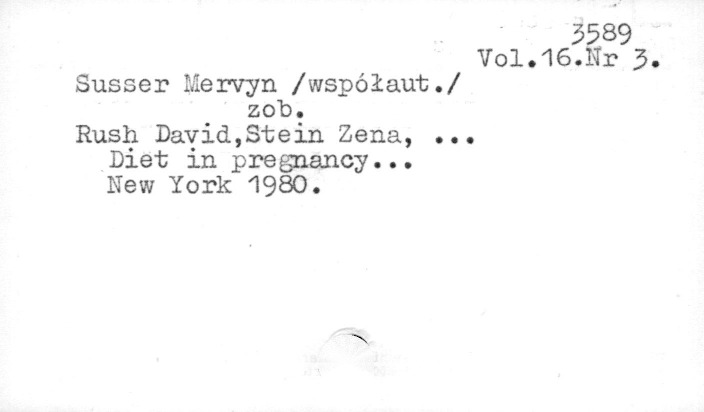 3589
Vol.16.Nr 3.
Susser Mervyn /współaut./
zob.
Rush David,Stein Zena, ...
Diet in pregnancy...
New York 1980.